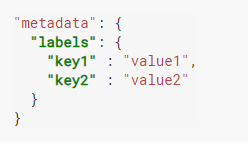 "metadata": {
  "labels": {
    "key1" : "value1",
    "key2" : "value2"
  }
}